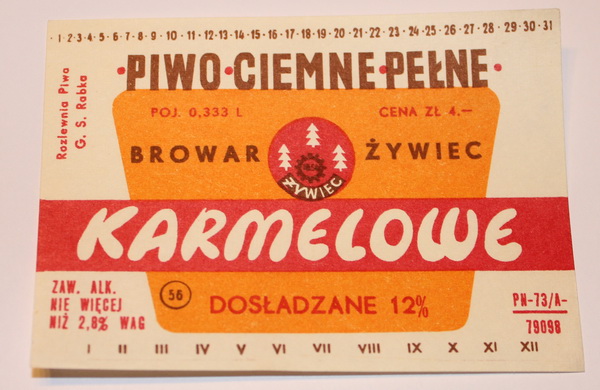 1·2·3·4·5·6·7·8·9·10·11·12·13·14·15·16·17·18·19·20·21·22·23·24·25·26·27·28·29·30·31
·PIWO·CIEMNE·PEŁNE·
Rozlewnia Piwa
G. S. Rabka
POJ. 0,333 L
CENA ZŁ 4.—
BROWAR ŻYWIEC
ŻYWIEC
KARMELOWE
ZAW. ALK.
NIE WIĘCEJ
NIŻ 2,8% WAG
56
DOSŁADZANE 12%
PN-73/A-
79098
I II III IV V VI VII VIII IX X XI XII